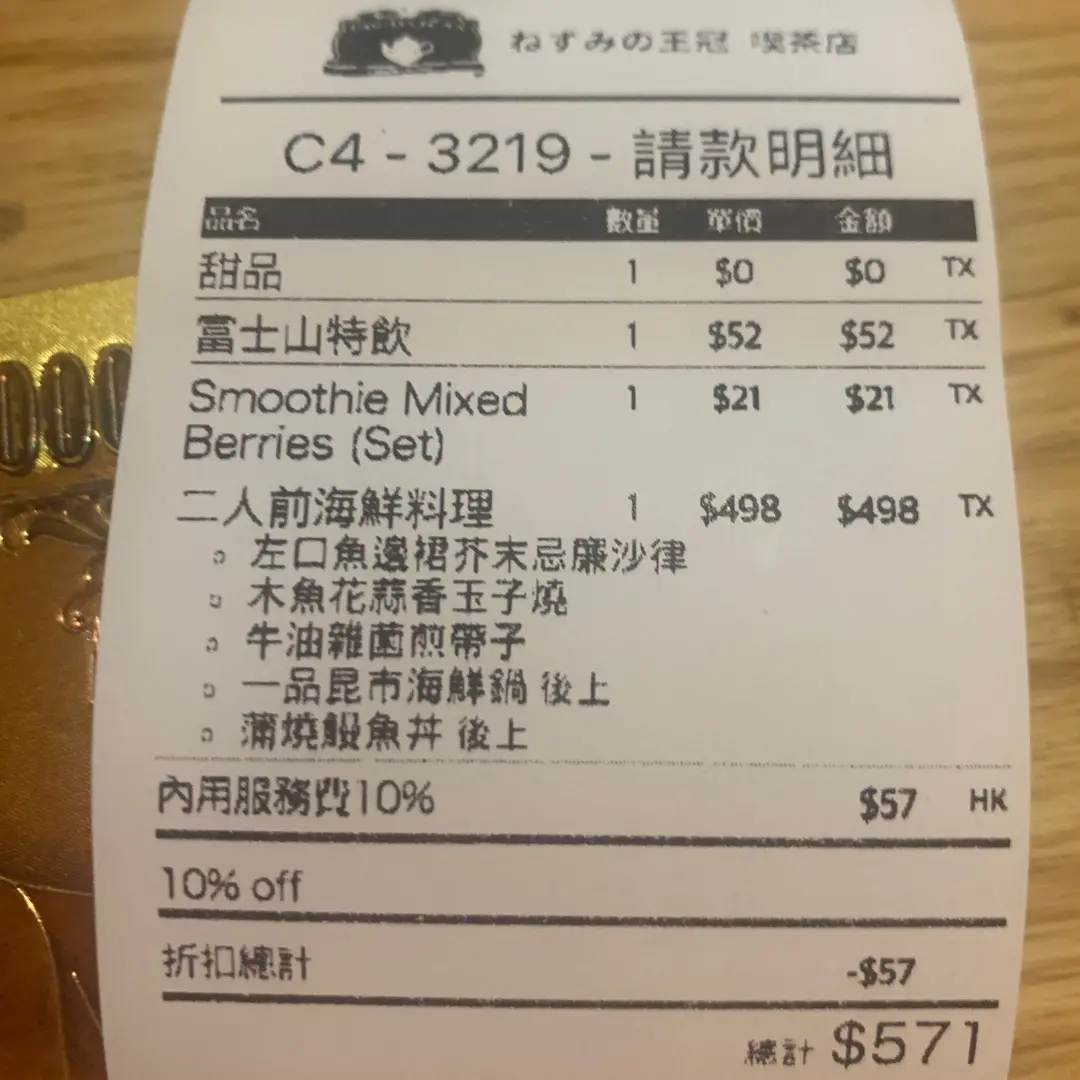 ねずみの王冠 喫茶店
C4 - 3219 - 請款明細
品名 數量 單價 金額
甜品 1 $0 $0 TX
富士山特飲 1 $52 $52 TX
Smoothie Mixed 1 $21 $21 TX
Berries (Set)
二人前海鮮料理 1 $498 $498 TX
左口魚邊裙芥末忌廉沙律
木魚花蒜香玉子燒
牛油雜菌煎帶子
一品昆布海鮮鍋 後上
蒲燒鰻魚丼 後上
內用服務費10% $57 HK
10% off
折扣總計 -$57
總計 $571